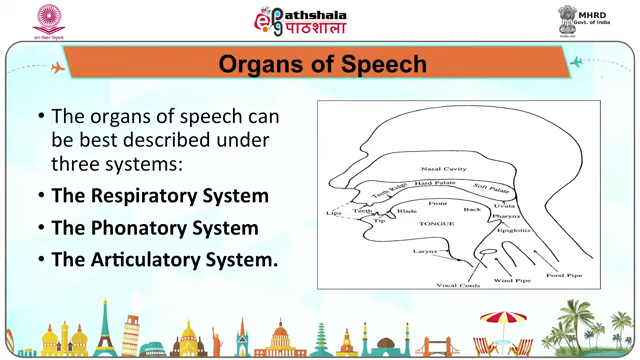 ePathshala
पाठशाला
MHRD
Govt. of India
Organs of Speech
• The organs of speech can
be best described under
three systems:
• The Respiratory System
• The Phonatory System
• The Articulatory System.
Nasal Cavity
Teeth Ridge
Hard Palate
Soft Palate
Lips
Teeth
Tip
Blade
Front
Back
Uvula
Pharynx
Epiglottis
TONGUE
Larynx
Vocal Cords
Wind Pipe
Food Pipe